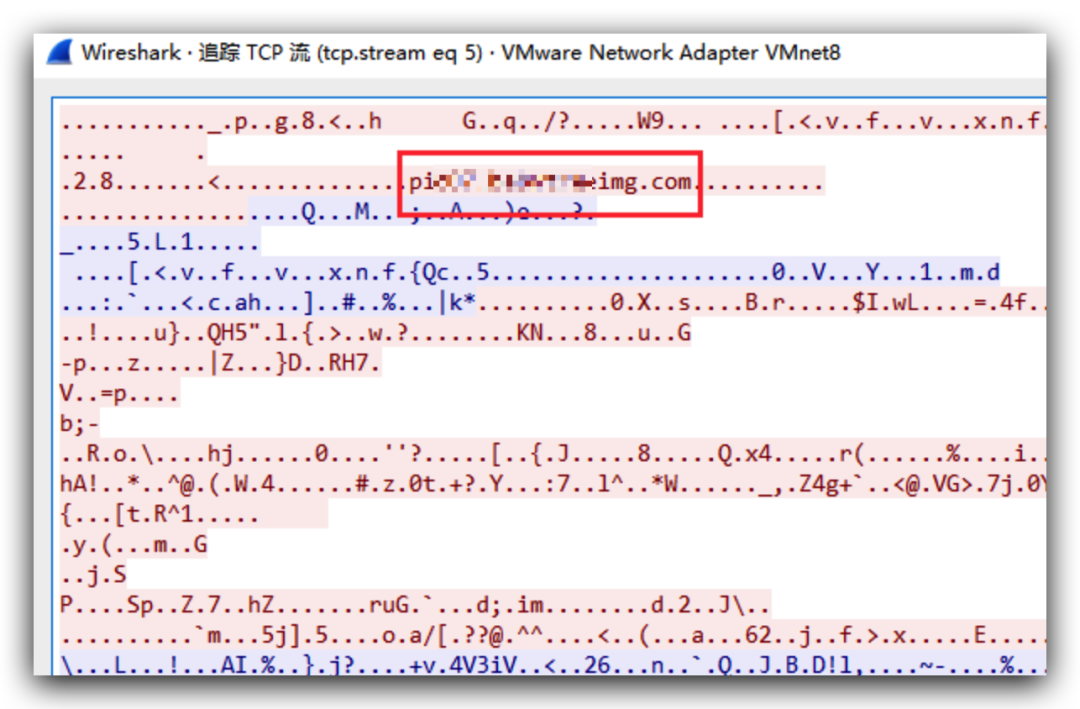 Wireshark · 追踪 TCP 流 (tcp.stream eq 5) · VMware Network Adapter VMnet8
..........._.p..g.8.<..h G..q../?.....W9... ....[.<.v..f...v...x.n.f.
..... .
.2.8.......<..............pi img.com..........
..................Q...M...;..A...)o...?.
_....5.L.1.....
....[.<.v..f...v...x.n.f.{Qc..5.....................0..V...Y...1..m.d
...:.`...<.c.ah...]..#..%...|k*..........0.X..s....B.r.....$I.wL....=.4f..
..!....u}..QH5".l.{.>..w.?........KN...8...u..G
-p...z.....|Z...}D..RH7.
V..=p....
b;-
..R.o.\....hj......0....''?.....[..{.J.....8.....Q.x4.....r(......%....i..
hA!..*..^@.(.W.4......#.z.0t.+?.Y...:7..l^..*W......_,.Z4g+`..<@.VG>.7j.0Y
{...[t.R^1.....
.y.(...m..G
..j.S
P....Sp..Z.7..hZ.......ruG.`...d;.im........d.2..J\..
..........`m...5j].5....o.a/[.??@.^^....<..(...a...62..j..f.>.x.....E.....
\...L...!...AI.%..}.j?....+v.4V3iV..<..26...n..`.Q..J.B.D!l,....~-....%...